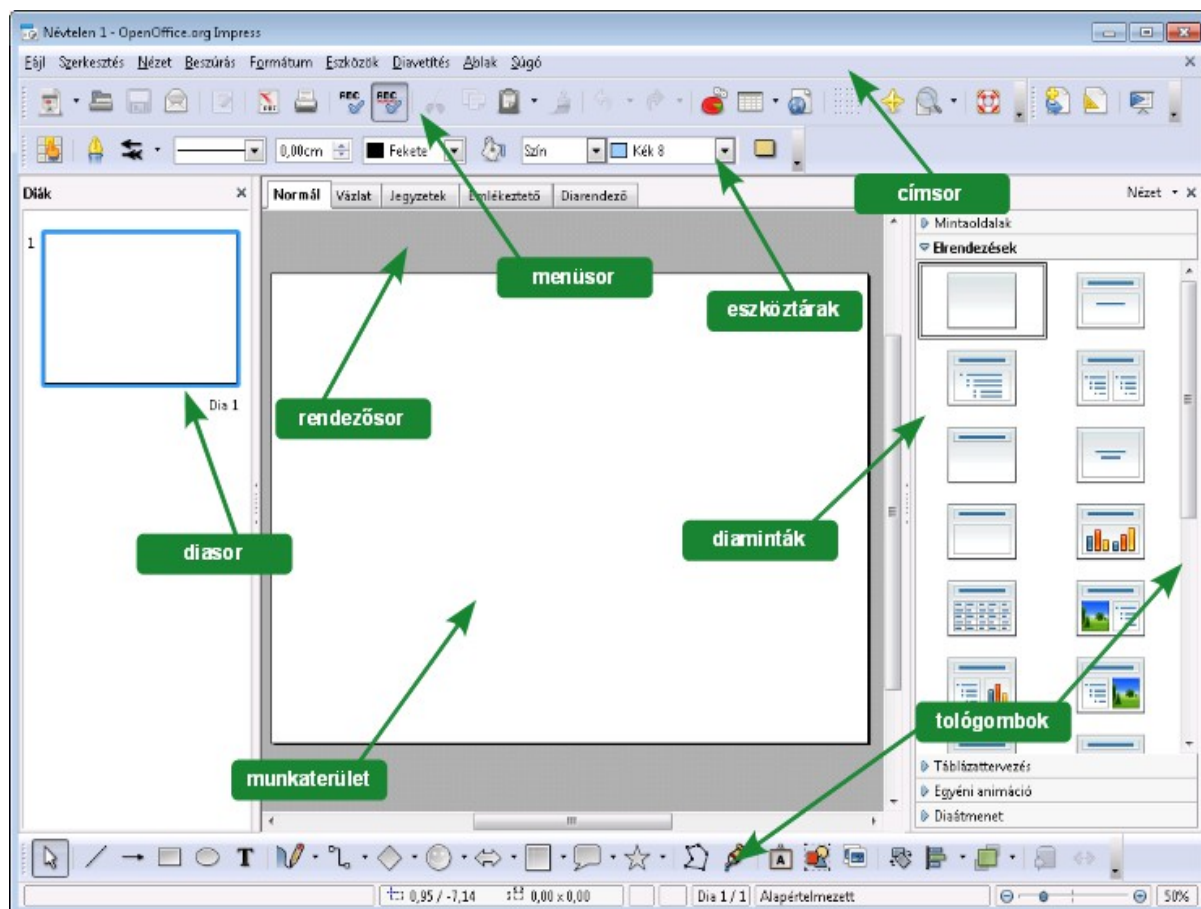 Névtelen 1 - OpenOffice.org Impress
Fájl Szerkesztés Nézet Beszúrás Formátum Eszközök Diavetítés Ablak Súgó
ABC ABC
0,00cm Fekete Szín Kék 8
címsor
Diák
Normál Vázlat Jegyzetek Emlékeztető Diarendező
Nézet
Mintaoldalak
Elrendezések
1
menüsor
eszköztárak
Dia 1
rendezősor
diasor
diaminták
tológombok
munkaterület
Táblázattervezés
Egyéni animáció
Diaátmenet
T
A
0,95 / -7,14 0,00 x 0,00 Dia 1 / 1 Alapértelmezett 50%